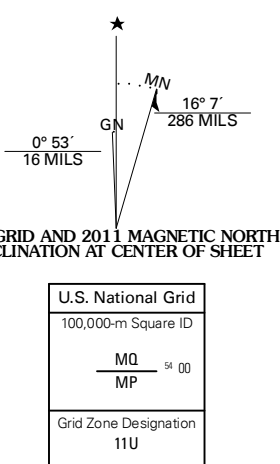 MN
16° 7´
286 MILS
GN
0° 53´
16 MILS
GRID AND 2011 MAGNETIC NORTH
CLINATION AT CENTER OF SHEET
U.S. National Grid
100,000-m Square ID
MQ
54 00
MP
Grid Zone Designation
11U